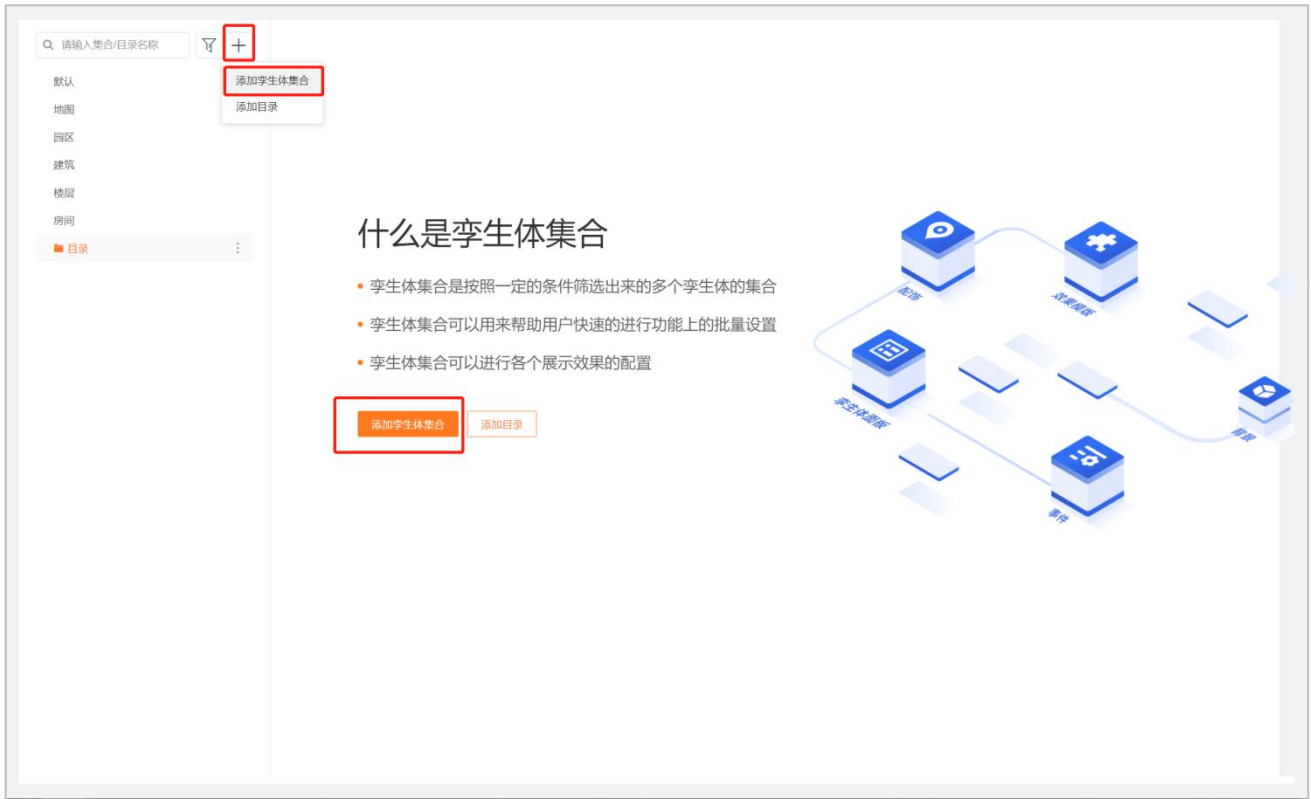 请输入集合/目录名称
默认
添加孪生体集合
地图
添加目录
园区
建筑
楼层
房间
目录
什么是孪生体集合
孪生体集合是按照一定的条件筛选出来的多个孪生体的集合
孪生体集合可以用来帮助用户快速的进行功能上的批量设置
孪生体集合可以进行各个展示效果的配置
添加孪生体集合
添加目录
配饰
效果模版
孪生体面板
背景
事件